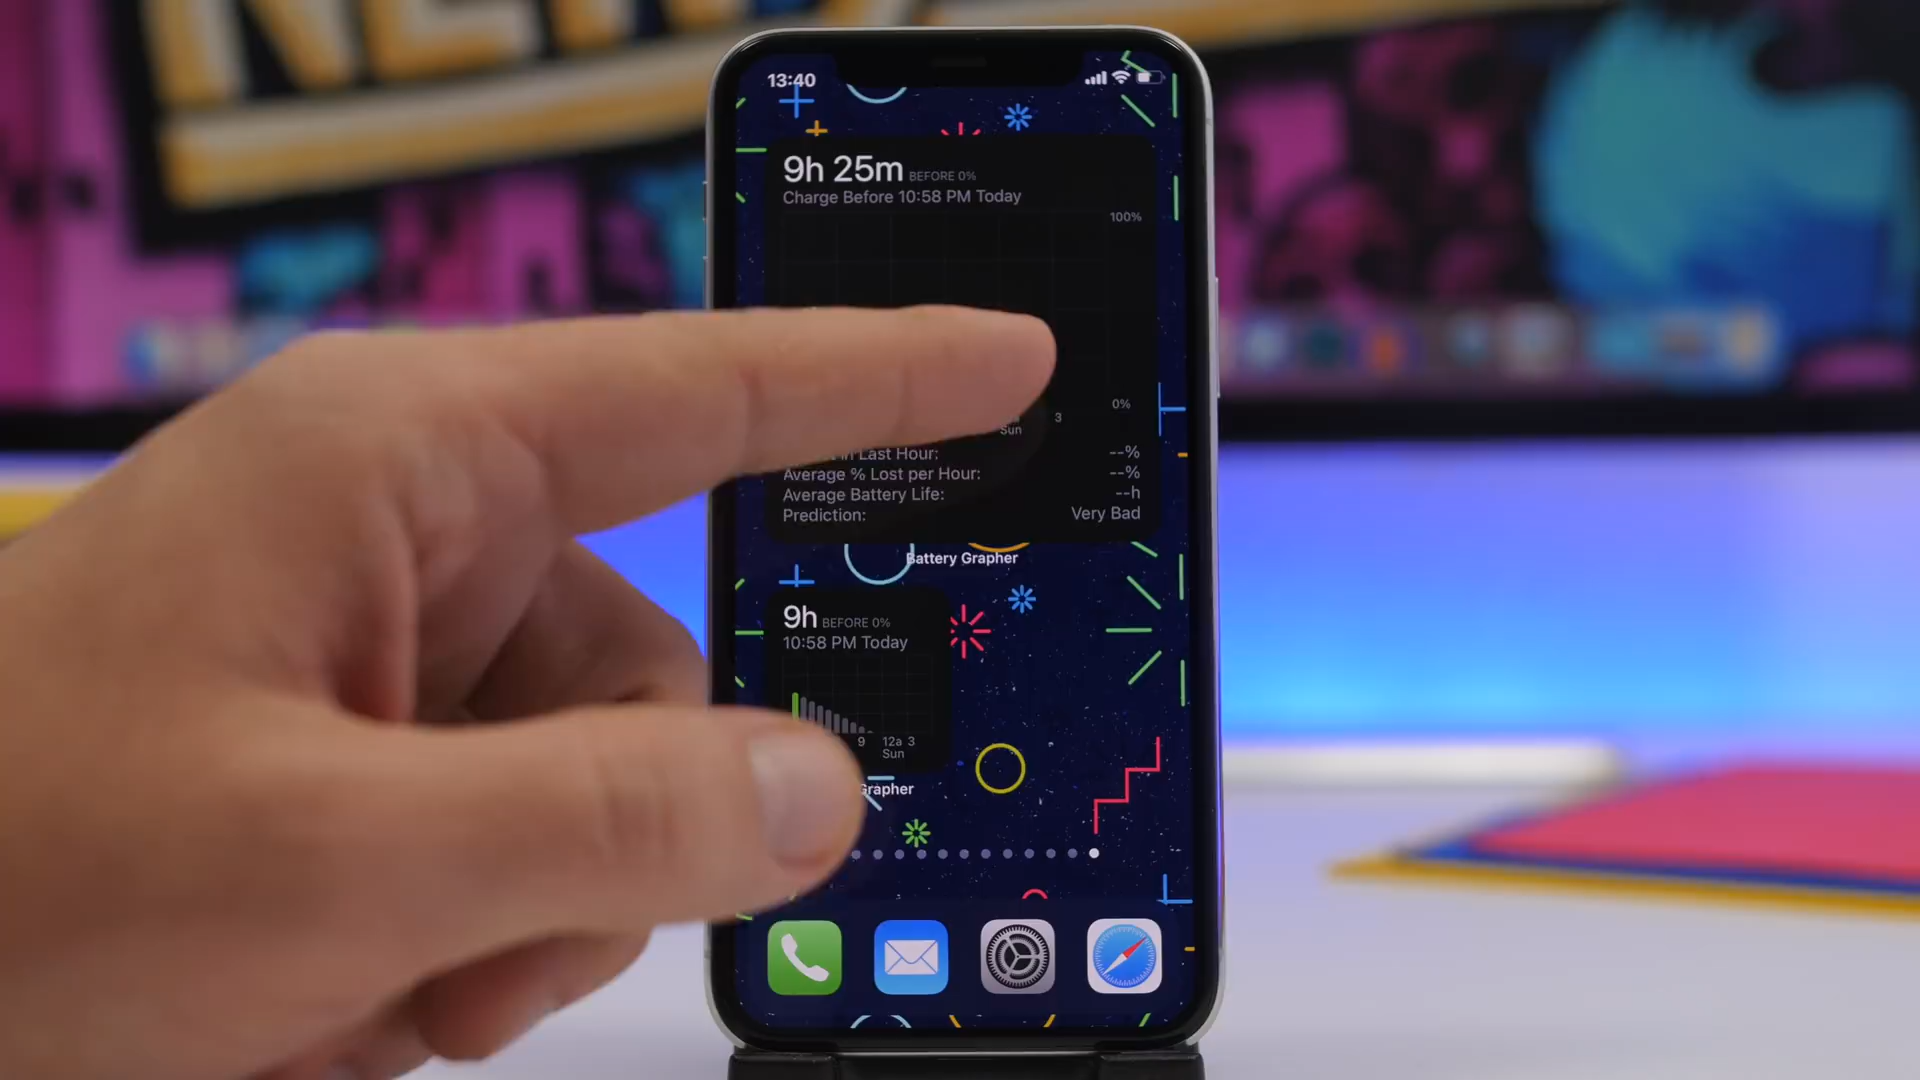 13:40
9h 25m BEFORE 0%
Charge Before 10:58 PM Today
100%
0%
3
Sun
in Last Hour: --%
Average % Lost per Hour: --%
Average Battery Life: --h
Prediction: Very Bad
Battery Grapher
9h BEFORE 0%
10:58 PM Today
9 12a 3
Sun
Grapher